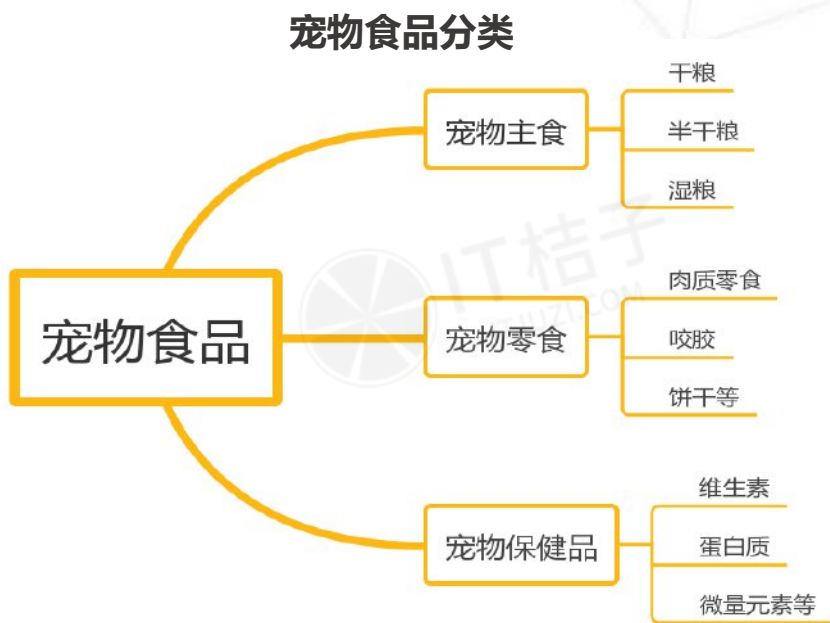 宠物食品分类
宠物食品
宠物主食
干粮
半干粮
湿粮
宠物零食
肉质零食
咬胶
饼干等
宠物保健品
维生素
蛋白质
微量元素等
IT桔子